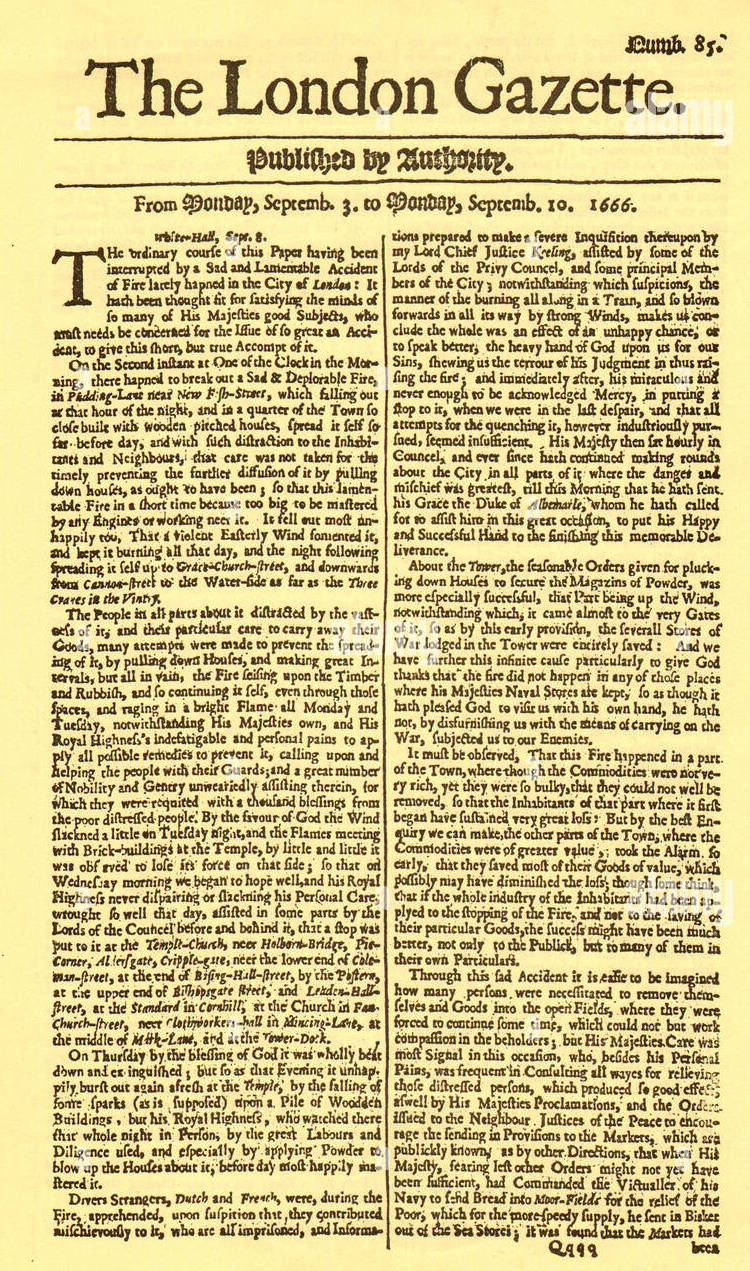 Numb. 85.
The London Gazette.
Published by Authority.
From Monday, Septemb. 3. to Monday, Septemb. 10. 1666.
White-Hall, Sept. 8.
THe ordinary course of this Paper having been
interrupted by a Sad and Lamentable Accident
of Fire lately hapned in the City of London: It
hath been thought fit for satisfying the minds of
so many of His Majesties good Subjects, who
must needs be concerned for the Issue of so great an Acci-
dent, to give this short, but true Accompt of it.
On the Second instant at One of the Clock in the Mor-
ning, there hapned to break out a Sad & Deplorable Fire,
in Pudding-Lane near New Fish-Street, which falling out
at that hour of the night, and in a quarter of the Town so
close built with wooden pitched houses, spread it self so
far before day, and with such distraction to the Inhabi-
tants and Neighbours, that care was not taken for the
timely preventing the further diffusion of it by pulling
down houses, as ought to have been; so that this lamen-
table Fire in a short time became too big to be mastered
by any Engines or working neer it. It fell out most un-
happily too, That a violent Easterly Wind fomented it,
and kept it burning all that day, and the night following
spreading it self up to Grace-Church-street, and downwards
from Cannon-street to the Water-side as far as the Three
Cranes in the Vintry.
The People in all parts about it distracted by the vast-
ness of it, and their particular care to carry away their
Goods, many attempts were made to prevent the spread-
ing of it, by pulling down Houses, and making great In-
tervals, but all in vain, the Fire seising upon the Timber
and Rubbish, and so continuing it self, even through those
spaces, and raging in a bright Flame all Monday and
Tuesday, notwithstanding His Majesties own, and His
Royal Highness's indefatigable and personal pains to ap-
ply all possible remedies to prevent it, calling upon and
helping the people with their Guards; and a great number
of Nobility and Gentry unweariedly assisting therein, for
which they were requited with a thousand blessings from
the poor distressed people. By the favour of God the Wind
slackned a little on Tuesday night, and the Flames meeting
with Brick-buildings at the Temple, by little and little it
was observed to lose its force on that side; so that on
Wednesday morning we began to hope well, and his Royal
Highness never dispairing or slackning his Personal Care,
wrought so well that day, assisted in some parts by the
Lords of the Councel before and behind it, that a stop was
put to it at the Temple-Church, neer Holborn-Bridge, Pie-
Corner, Aldersgate, Cripple-gate, neer the lower end of Cole-
man-street, at the end of Basing-Hall-street, by the Postern,
at the upper end of Bishopsgate Street, and Leaden-Hall-
street, at the Standard in Cornhill, at the Church in Fan-
Church-street, neer Clothworkers-hall in Mincing-Lane, at
the middle of Mark-Lane, and at the Tower-Dock.
On Thursday by the blessing of God it was wholly beat
down and extinguished; but so as that Evening it unhap-
pily burst out again afresh at the Temple, by the falling of
some sparks (as is supposed) upon a Pile of Wooden
Buildings, but his Royal Highness, who watched there
that whole night in Person, by the great Labours and
Diligence used, and especially by applying Powder to
blow up the Houses about it, before day most happily ma-
stered it.
Divers Strangers, Dutch and French, were, during the
Fire, apprehended, upon suspition that they contributed
mischievously to it, who are all imprisoned, and Informa-
tions prepared to make a severe Inquisition thereupon by
my Lord Chief Justice Keeling, assisted by some of the
Lords of the Privy Councel, and some principal Mem-
bers of the City; notwithstanding which suspicions, the
manner of the burning all along in a Train, and so blown
forwards in all its way by strong Winds, makes us con-
clude the whole was an effect of an unhappy chance, or
to speak better, the heavy hand of God upon us for our
Sins, shewing us the terrour of his Judgment in thus rai-
sing the fire; and immediately after, his miraculous and
never enough to be acknowledged Mercy, in putting a
stop to it, when we were in the last despair, and that all
attempts for the quenching it, however industriously pur-
sued, seemed insufficient. His Majesty then sat hourly in
Councel, and ever since hath continued making rounds
about the City in all parts of it where the danger and
mischief was greatest, till this Morning that he hath sent
his Grace the Duke of Albemarle, whom he hath called
for to assist him in this great occasion, to put his Happy
and Successful Hand to the finishing this memorable De-
liverance.
About the Tower, the seasonable Orders given for pluck-
ing down Houses to secure the Magazins of Powder, was
more especially successful, that Part being up the Wind,
notwithstanding which, it came almost to the very Gates
of it, so as by this early provision, the severall Stores of
War lodged in the Tower were entirely saved: And we
have further this infinite cause particularly to give God
thanks that the fire did not happen in any of those places
where his Majesties Naval Stores are kept, so as though it
hath pleased God to visit us with his own hand, he hath
not, by disfurnishing us with the means of carrying on the
War, subjected us to our Enemies.
It must be observed, That this Fire happened in a part
of the Town, where though the Commodities were not ve-
ry rich, yet they were so bulky, that they could not well be
removed, so that the Inhabitants of that part where it first
began have sustained very great loss: But by the best En-
quiry we can make, the other parts of the Town, where the
Commodities were of greater value, took the Alarm so
early, that they saved most of their Goods of value, which
possibly may have diminished the loss, though some think,
that if the whole industry of the Inhabitants had been ap-
plyed to the stopping of the Fire, and not to the saving of
their particular Goods, the success might have been much
better, not only to the Publick, but to many of them in
their own Particulars.
Through this sad Accident it is easie to be imagined
how many persons were necessitated to remove them-
selves and Goods into the open Fields, where they were
forced to continue some time, which could not but work
compassion in the beholders; but His Majesties Care was
most Signal in this occasion, who, besides his Personal
Pains, was frequent in Consulting all wayes for relieving
those distressed persons, which produced so good effect,
aswell by His Majesties Proclamations, and the Orders
issued to the Neighbour Justices of the Peace to encou-
rage the sending in Provisions to the Markets, which are
publickly known, as by other Directions, that when His
Majesty, fearing lest other Orders might not yet have
been sufficient, had Commanded the Victualler of his
Navy to send Bread into Moor-Fields for the relief of the
Poor, which for the more speedy supply, he sent in Bisket
out of the Sea Stores; it was found that the Markets had
Qqqq been
alamy